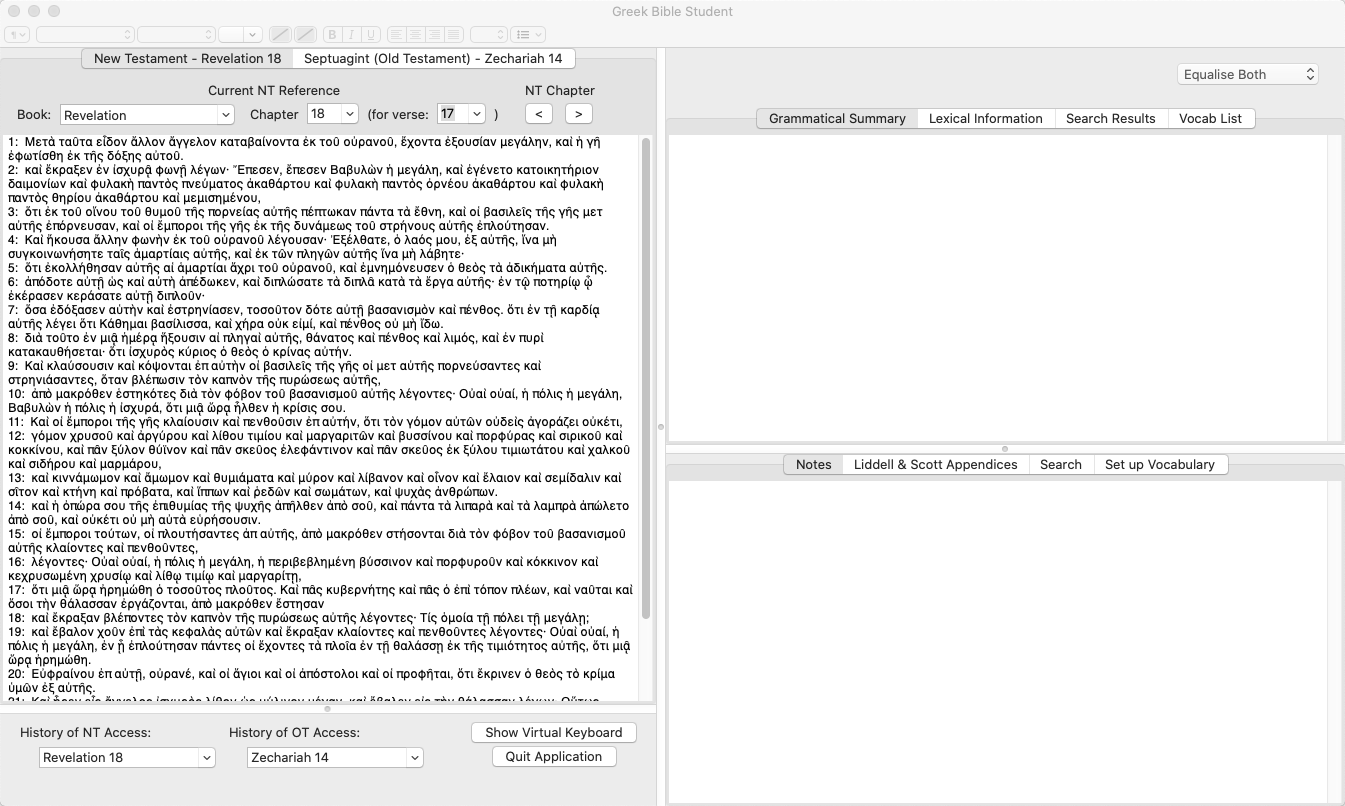 Greek Bible Student
B I U
New Testament - Revelation 18 Septuagint (Old Testament) - Zechariah 14
Current NT Reference NT Chapter
Book: Revelation Chapter 18 (for verse: 17 ) < >
1: Μετὰ ταῦτα εἶδον ἄλλον ἄγγελον καταβαίνοντα ἐκ τοῦ οὐρανοῦ, ἔχοντα ἐξουσίαν μεγάλην, καὶ ἡ γῆ
ἐφωτίσθη ἐκ τῆς δόξης αὐτοῦ.
2: καὶ ἔκραξεν ἐν ἰσχυρᾷ φωνῇ λέγων· Ἔπεσεν, ἔπεσεν Βαβυλὼν ἡ μεγάλη, καὶ ἐγένετο κατοικητήριον
δαιμονίων καὶ φυλακὴ παντὸς πνεύματος ἀκαθάρτου καὶ φυλακὴ παντὸς ὀρνέου ἀκαθάρτου καὶ φυλακὴ
παντὸς θηρίου ἀκαθάρτου καὶ μεμισημένου,
3: ὅτι ἐκ τοῦ οἴνου τοῦ θυμοῦ τῆς πορνείας αὐτῆς πέπτωκαν πάντα τὰ ἔθνη, καὶ οἱ βασιλεῖς τῆς γῆς μετ
αὐτῆς ἐπόρνευσαν, καὶ οἱ ἔμποροι τῆς γῆς ἐκ τῆς δυνάμεως τοῦ στρήνους αὐτῆς ἐπλούτησαν.
4: Καὶ ἤκουσα ἄλλην φωνὴν ἐκ τοῦ οὐρανοῦ λέγουσαν· Ἐξέλθατε, ὁ λαός μου, ἐξ αὐτῆς, ἵνα μὴ
συγκοινωνήσητε ταῖς ἁμαρτίαις αὐτῆς, καὶ ἐκ τῶν πληγῶν αὐτῆς ἵνα μὴ λάβητε·
5: ὅτι ἐκολλήθησαν αὐτῆς αἱ ἁμαρτίαι ἄχρι τοῦ οὐρανοῦ, καὶ ἐμνημόνευσεν ὁ θεὸς τὰ ἀδικήματα αὐτῆς.
6: ἀπόδοτε αὐτῇ ὡς καὶ αὐτὴ ἀπέδωκεν, καὶ διπλώσατε τὰ διπλᾶ κατὰ τὰ ἔργα αὐτῆς· ἐν τῷ ποτηρίῳ ᾧ
ἐκέρασεν κεράσατε αὐτῇ διπλοῦν·
7: ὅσα ἐδόξασεν αὑτὴν καὶ ἐστρηνίασεν, τοσοῦτον δότε αὐτῇ βασανισμὸν καὶ πένθος. ὅτι ἐν τῇ καρδίᾳ
αὐτῆς λέγει ὅτι Κάθημαι βασίλισσα, καὶ χήρα οὐκ εἰμί, καὶ πένθος οὐ μὴ ἴδω.
8: διὰ τοῦτο ἐν μιᾷ ἡμέρᾳ ἥξουσιν αἱ πληγαὶ αὐτῆς, θάνατος καὶ πένθος καὶ λιμός, καὶ ἐν πυρὶ
κατακαυθήσεται· ὅτι ἰσχυρὸς κύριος ὁ θεὸς ὁ κρίνας αὐτήν.
9: Καὶ κλαύσουσιν καὶ κόψονται ἐπ αὐτὴν οἱ βασιλεῖς τῆς γῆς οἱ μετ αὐτῆς πορνεύσαντες καὶ
στρηνιάσαντες, ὅταν βλέπωσιν τὸν καπνὸν τῆς πυρώσεως αὐτῆς,
10: ἀπὸ μακρόθεν ἑστηκότες διὰ τὸν φόβον τοῦ βασανισμοῦ αὐτῆς λέγοντες· Οὐαὶ οὐαί, ἡ πόλις ἡ μεγάλη,
Βαβυλὼν ἡ πόλις ἡ ἰσχυρά, ὅτι μιᾷ ὥρᾳ ἦλθεν ἡ κρίσις σου.
11: Καὶ οἱ ἔμποροι τῆς γῆς κλαίουσιν καὶ πενθοῦσιν ἐπ αὐτήν, ὅτι τὸν γόμον αὐτῶν οὐδεὶς ἀγοράζει οὐκέτι,
12: γόμον χρυσοῦ καὶ ἀργύρου καὶ λίθου τιμίου καὶ μαργαριτῶν καὶ βυσσίνου καὶ πορφύρας καὶ σιρικοῦ καὶ
κοκκίνου, καὶ πᾶν ξύλον θύϊνον καὶ πᾶν σκεῦος ἐλεφάντινον καὶ πᾶν σκεῦος ἐκ ξύλου τιμιωτάτου καὶ χαλκοῦ
καὶ σιδήρου καὶ μαρμάρου,
13: καὶ κιννάμωμον καὶ ἄμωμον καὶ θυμιάματα καὶ μύρον καὶ λίβανον καὶ οἶνον καὶ ἔλαιον καὶ σεμίδαλιν καὶ
σῖτον καὶ κτήνη καὶ πρόβατα, καὶ ἵππων καὶ ῥεδῶν καὶ σωμάτων, καὶ ψυχὰς ἀνθρώπων.
14: καὶ ἡ ὀπώρα σου τῆς ἐπιθυμίας τῆς ψυχῆς ἀπῆλθεν ἀπὸ σοῦ, καὶ πάντα τὰ λιπαρὰ καὶ τὰ λαμπρὰ ἀπώλετο
ἀπὸ σοῦ, καὶ οὐκέτι οὐ μὴ αὐτὰ εὑρήσουσιν.
15: οἱ ἔμποροι τούτων, οἱ πλουτήσαντες ἀπ αὐτῆς, ἀπὸ μακρόθεν στήσονται διὰ τὸν φόβον τοῦ βασανισμοῦ
αὐτῆς κλαίοντες καὶ πενθοῦντες,
16: λέγοντες· Οὐαὶ οὐαί, ἡ πόλις ἡ μεγάλη, ἡ περιβεβλημένη βύσσινον καὶ πορφυροῦν καὶ κόκκινον καὶ
κεχρυσωμένη χρυσίῳ καὶ λίθῳ τιμίῳ καὶ μαργαρίτῃ,
17: ὅτι μιᾷ ὥρᾳ ἠρημώθη ὁ τοσοῦτος πλοῦτος. Καὶ πᾶς κυβερνήτης καὶ πᾶς ὁ ἐπὶ τόπον πλέων, καὶ ναῦται καὶ
ὅσοι τὴν θάλασσαν ἐργάζονται, ἀπὸ μακρόθεν ἔστησαν
18: καὶ ἔκραξαν βλέποντες τὸν καπνὸν τῆς πυρώσεως αὐτῆς λέγοντες· Τίς ὁμοία τῇ πόλει τῇ μεγάλῃ;
19: καὶ ἔβαλον χοῦν ἐπὶ τὰς κεφαλὰς αὐτῶν καὶ ἔκραξαν κλαίοντες καὶ πενθοῦντες λέγοντες· Οὐαὶ οὐαί, ἡ
πόλις ἡ μεγάλη, ἐν ᾗ ἐπλούτησαν πάντες οἱ ἔχοντες τὰ πλοῖα ἐν τῇ θαλάσσῃ ἐκ τῆς τιμιότητος αὐτῆς, ὅτι μιᾷ
ὥρᾳ ἠρημώθη.
20: Εὐφραίνου ἐπ αὐτῇ, οὐρανέ, καὶ οἱ ἅγιοι καὶ οἱ ἀπόστολοι καὶ οἱ προφῆται, ὅτι ἔκρινεν ὁ θεὸς τὸ κρίμα
ὑμῶν ἐξ αὐτῆς.
History of NT Access: History of OT Access: Show Virtual Keyboard
Revelation 18 Zechariah 14 Quit Application
Equalise Both
Grammatical Summary Lexical Information Search Results Vocab List
Notes Liddell & Scott Appendices Search Set up Vocabulary